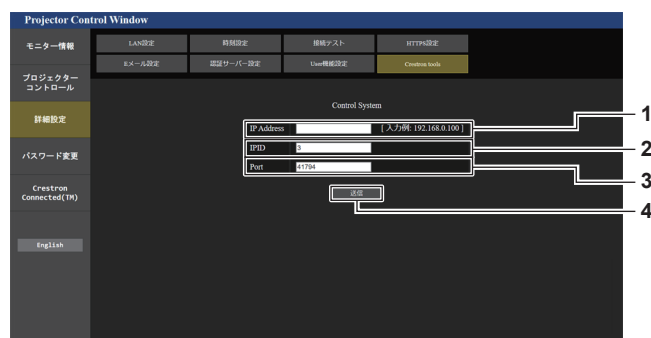 Projector Control Window
モニター情報
LAN設定
時刻設定
接続テスト
HTTPS設定
Eメール設定
認証サーバー設定
User機能設定
Crestron tools
プロジェクター
コントロール
詳細設定
パスワード変更
Crestron
Connected(TM)
English
Control System
IP Address
[ 入力例: 192.168.0.100 ]
IPID
3
Port
41794
送信
1
2
3
4